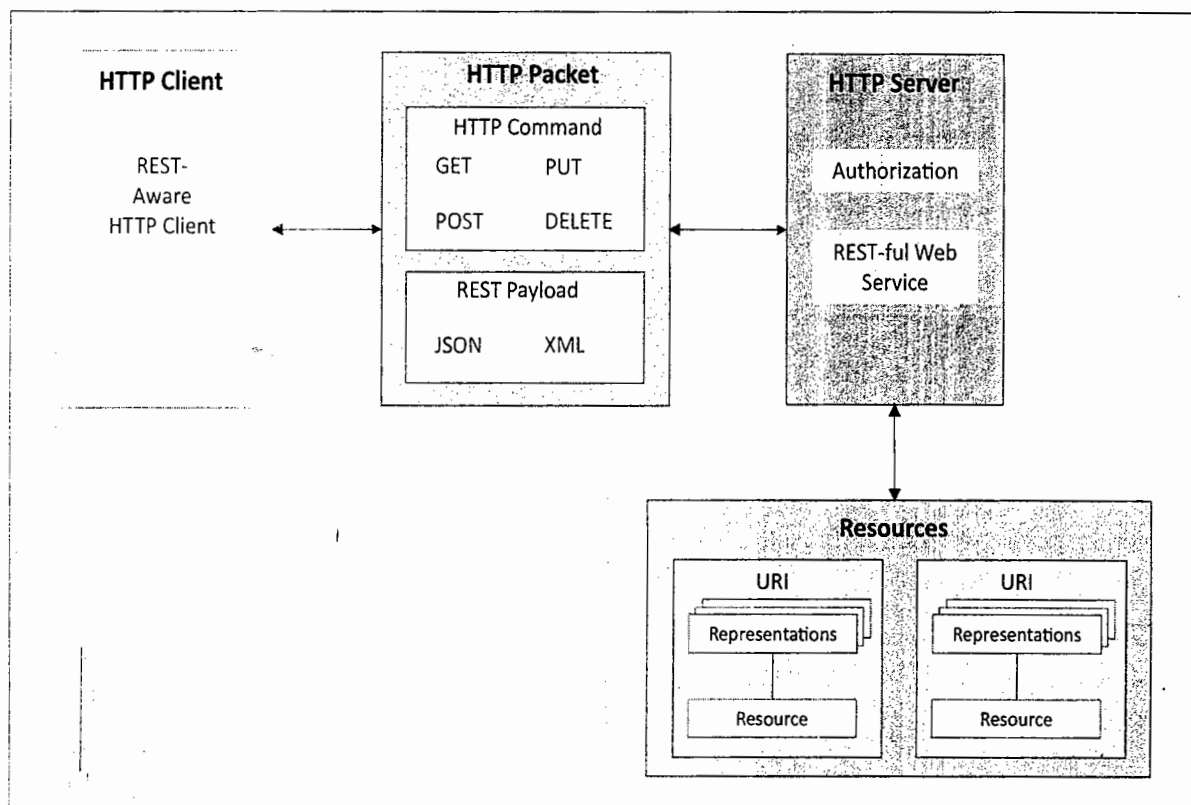 HTTP Client
REST-
Aware
HTTP Client
HTTP Packet
HTTP Command
GET PUT
POST DELETE
REST Payload
JSON XML
HTTP Server
Authorization
REST-ful Web
Service
Resources
URI
Representations
Resource
URI
Representations
Resource